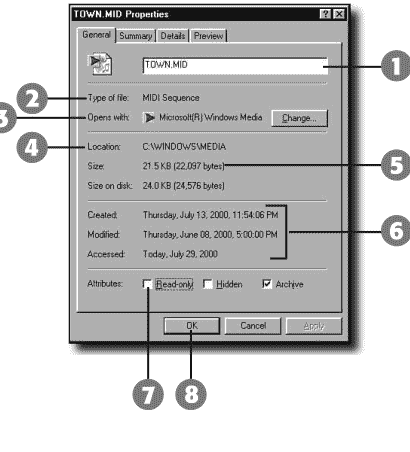 TOWN.MID Properties
General Summary Details Preview
TOWN.MID
1
2
Type of file: MIDI Sequence
3
Opens with: Microsoft(R) Windows Media Change...
4
Location: C:\WINDOWS\MEDIA
Size: 21.5 KB (22,097 bytes)
5
Size on disk: 24.0 KB (24,576 bytes)
Created: Thursday, July 13, 2000, 11:54:06 PM
Modified: Thursday, June 08, 2000, 5:00:00 PM
6
Accessed: Today, July 29, 2000
Attributes: Read-only Hidden Archive
OK Cancel Apply
7 8